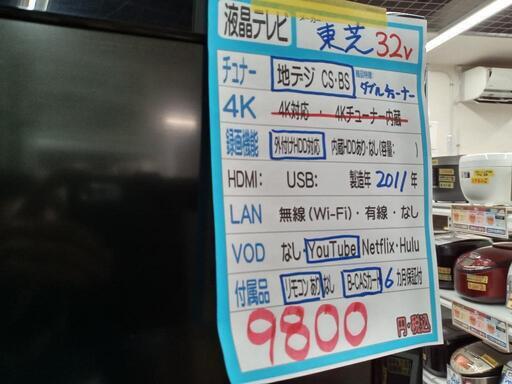 液晶テレビ メーカー 東芝 32v
チューナー 地デジ CS・BS ダブルチューナー
4K 4K対応・4Kチューナー内蔵
録画機能 外付けHDD対応 内蔵HDDあり・なし(容量: )
HDMI: USB: 製造年 2011年
LAN 無線(Wi-Fi)・有線・なし
VOD なし・YouTube・Netflix・Hulu
付属品 リモコンあり・なし B-CASカード 6カ月保証付
9800 円・税込